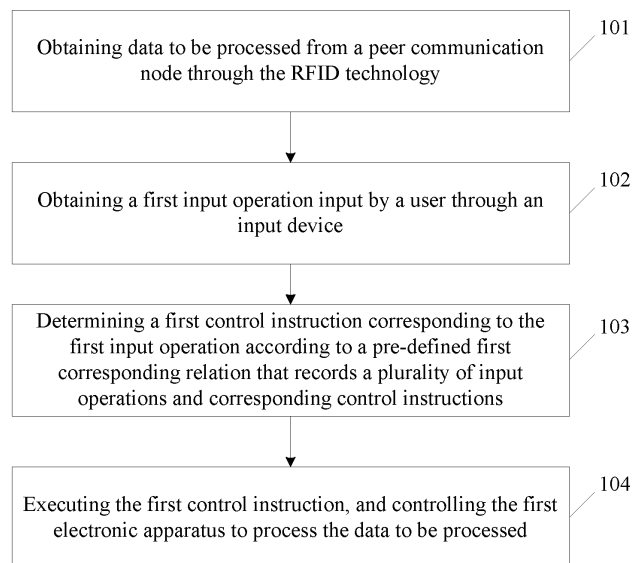 Obtaining data to be processed from a peer communication
node through the RFID technology
101
Obtaining a first input operation input by a user through an
input device
102
Determining a first control instruction corresponding to the
first input operation according to a pre-defined first
corresponding relation that records a plurality of input
operations and corresponding control instructions
103
Executing the first control instruction, and controlling the first
electronic apparatus to process the data to be processed
104